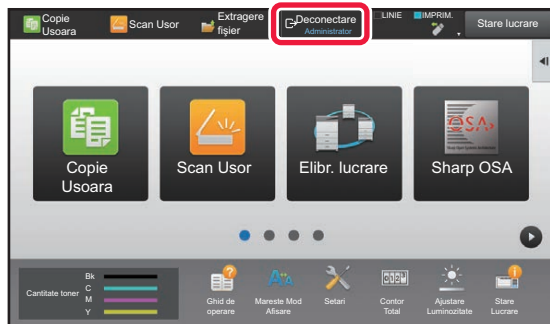 Copie
Usoara
Scan Usor
Extragere
fişier
Deconectare
Administrator
LINIE
IMPRIM.
Stare lucrare
Copie
Usoara
Scan Usor
Elibr. lucrare
OSA
Sharp OSA
Cantitate toner
Bk
C
M
Y
Ghid de
operare
Mareste Mod
Afisare
Setari
Contor
Total
Ajustare
Luminozitate
Stare
Lucrare